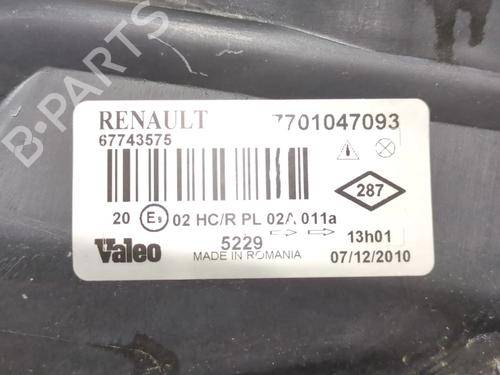 RENAULT 7701047093
67743575
287
20 E9 02 HC/R PL 02A 011a
Valeo 5229 13h01
MADE IN ROMANIA 07/12/2010
B-PARTS